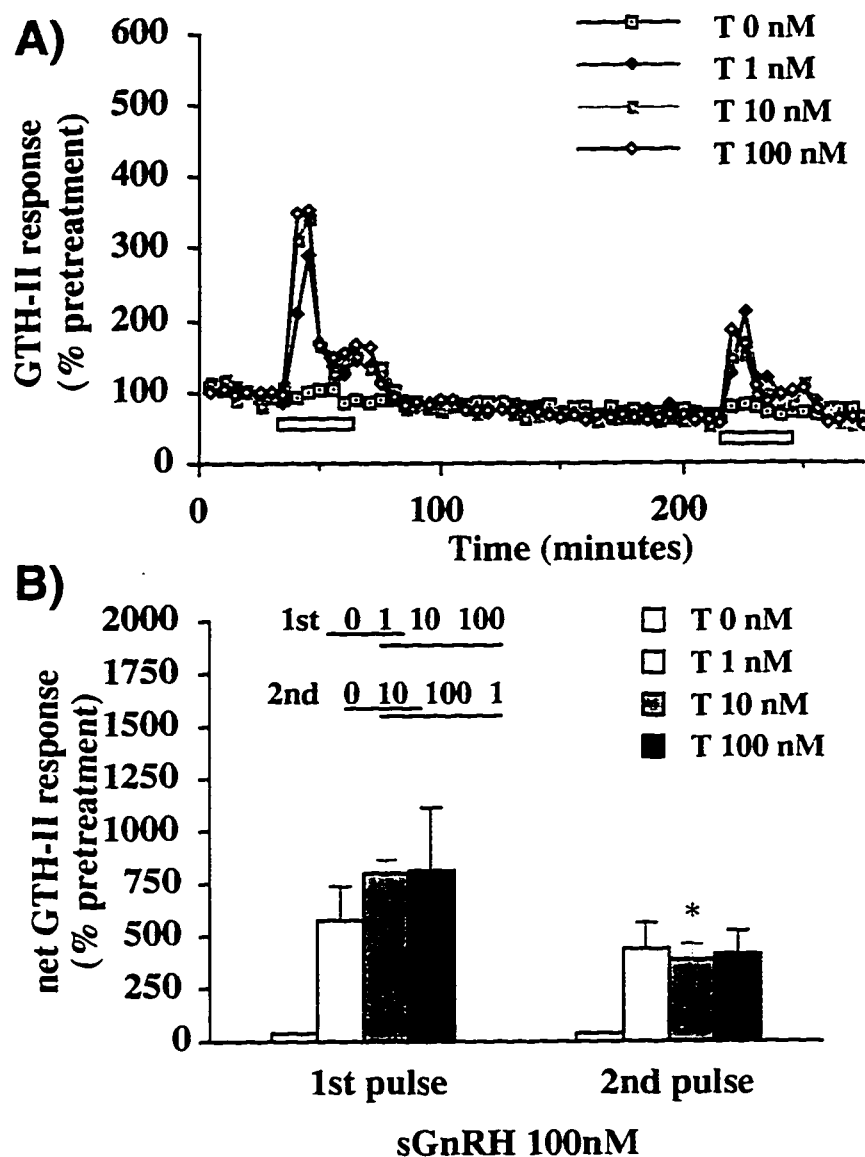 A)
600
500
400
300
200
100
0
GTH-II response
(% pretreatment)
T 0 nM
T 1 nM
T 10 nM
T 100 nM
0 100 200
Time (minutes)
B)
2000
1750
1500
1250
1000
750
500
250
0
net GTH-II response
(% pretreatment)
1st 0 1 10 100
2nd 0 10 100 1
T 0 nM
T 1 nM
T 10 nM
T 100 nM
*
1st pulse 2nd pulse
sGnRH 100nM